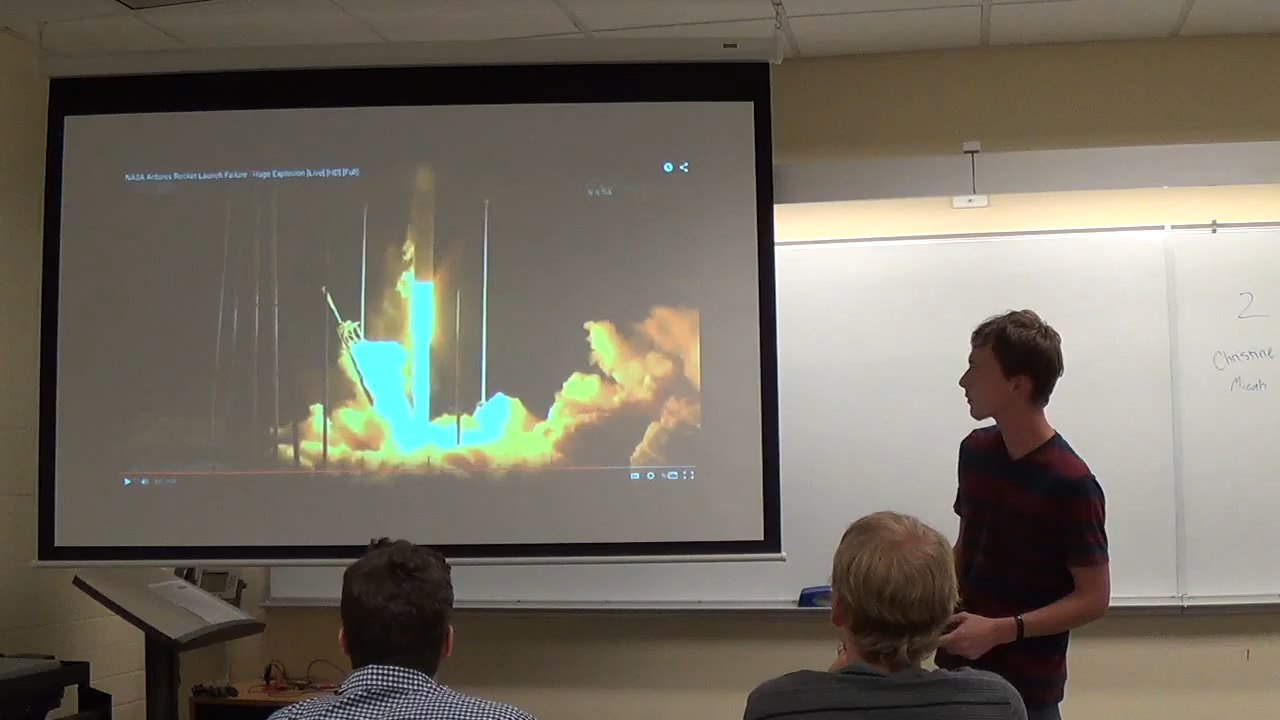 NASA Antares Rocket Launch Failure - Huge Explosion [Live] [HD] [Full]
2
Christine
Micah